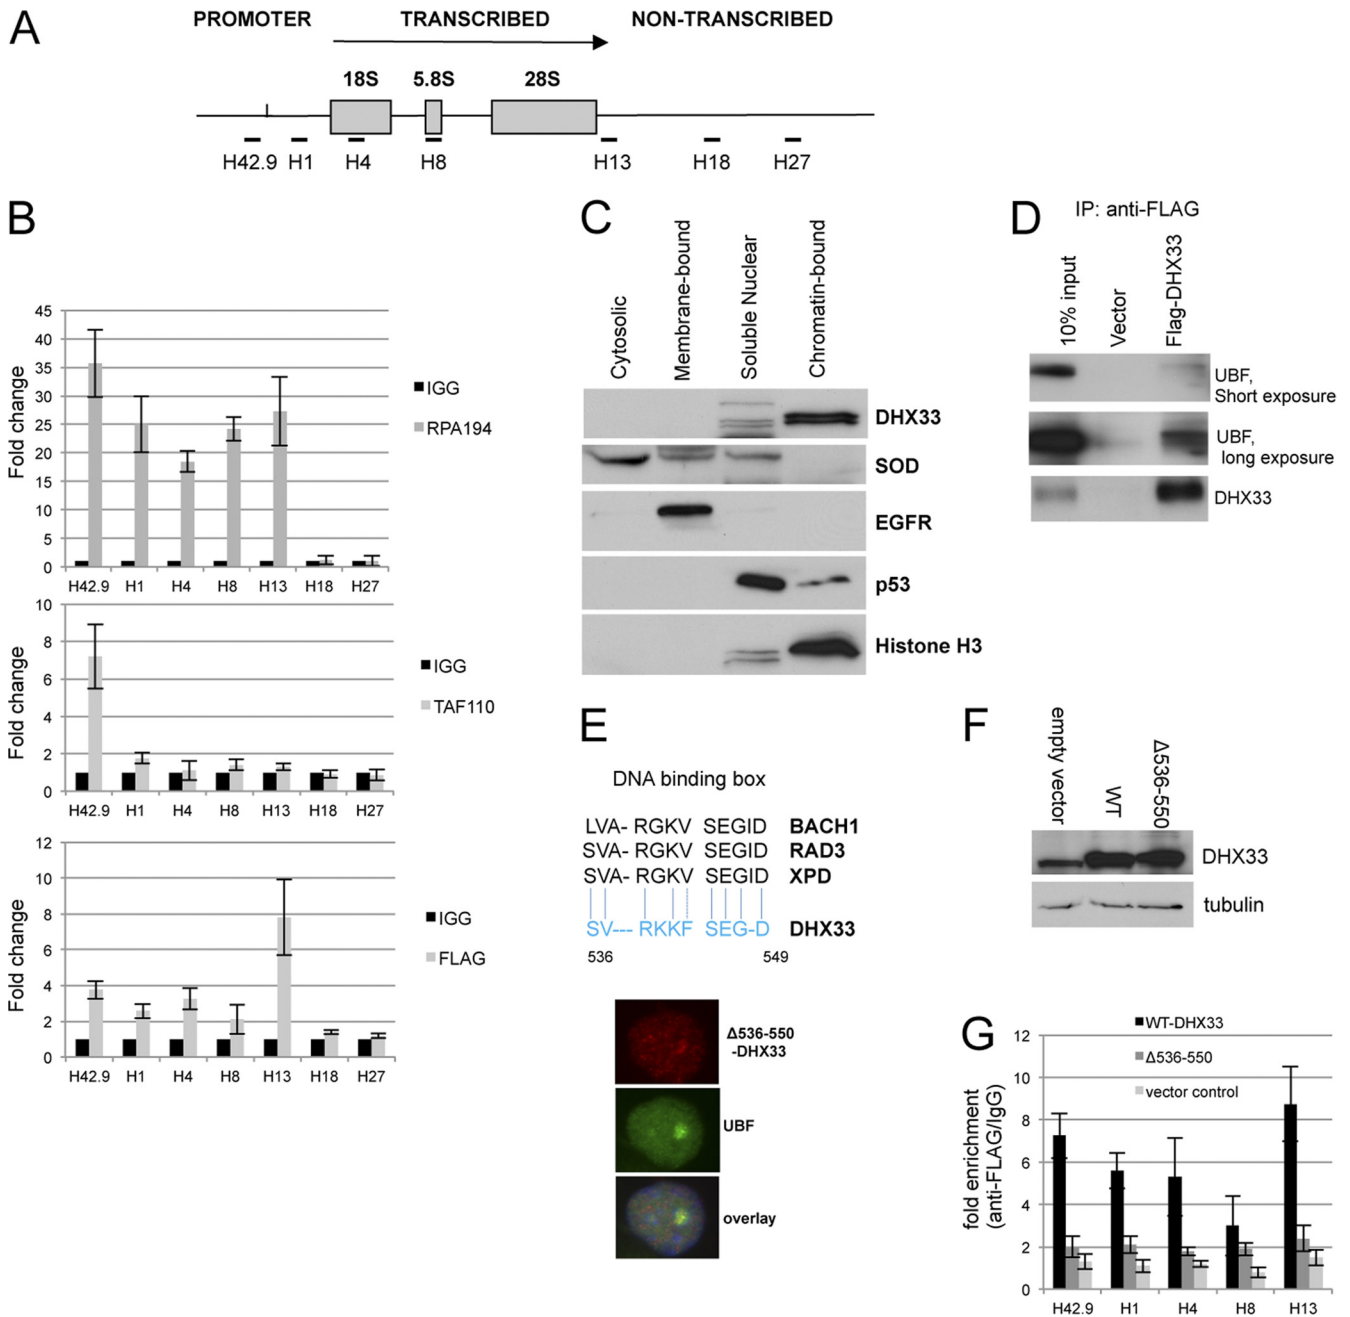 A
PROMOTER TRANSCRIBED NON-TRANSCRIBED
18S 5.8S 28S
H42.9 H1 H4 H8 H13 H18 H27
B
Fold change
45
40
35
30
25
20
15
10
5
0
H42.9 H1 H4 H8 H13 H18 H27
IGG
RPA194
Fold change
10
8
6
4
2
0
H42.9 H1 H4 H8 H13 H18 H27
IGG
TAF110
Fold change
12
10
8
6
4
2
0
H42.9 H1 H4 H8 H13 H18 H27
IGG
FLAG
C
Cytosolic
Membrane-bound
Soluble Nuclear
Chromatin-bound
DHX33
SOD
EGFR
p53
Histone H3
D
IP: anti-FLAG
10% input
Vector
Flag-DHX33
UBF,
Short exposure
UBF,
long exposure
DHX33
E
DNA binding box
LVA- RGKV SEGID BACH1
SVA- RGKV SEGID RAD3
SVA- RGKV SEGID XPD
SV--- RKKF SEG-D DHX33
536 549
Δ536-550
-DHX33
UBF
overlay
F
empty vector
WT
Δ536-550
DHX33
tubulin
G
fold enrichment
(anti-FLAG/IgG)
12
10
8
6
4
2
0
WT-DHX33
Δ536-550
vector control
H42.9 H1 H4 H8 H13